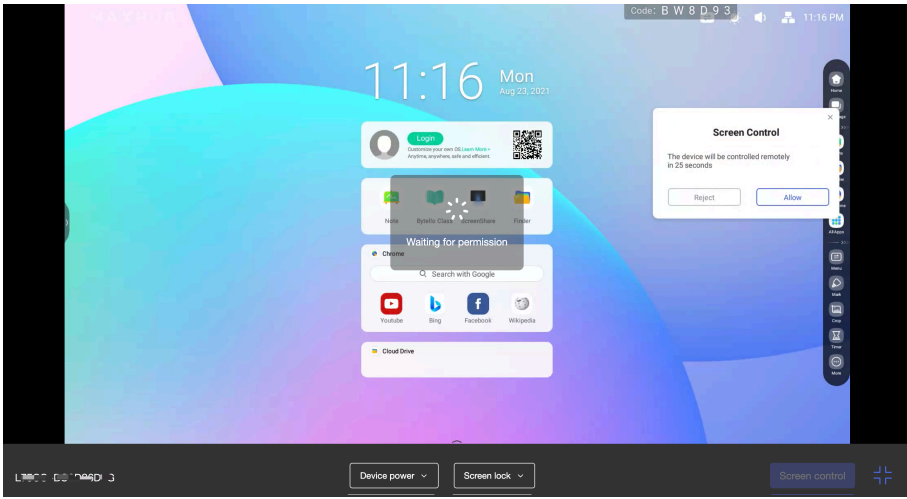 Code: B W 8 D 9 3
11:16 PM
11:16 Mon
Aug 23, 2021
Home
Login
Customize your own OS Learn More >
Anytime, anywhere, safe and efficient.
Screen Control
The device will be controlled remotely
in 25 seconds
Reject
Allow
Note
Bytello Class
ScreenShare
Finder
Waiting for permission
All Apps
Chrome
Search with Google
Youtube
Bing
Facebook
Wikipedia
Cloud Drive
Menu
Mark
Crop
Timer
More
Device power
Screen lock
Screen control